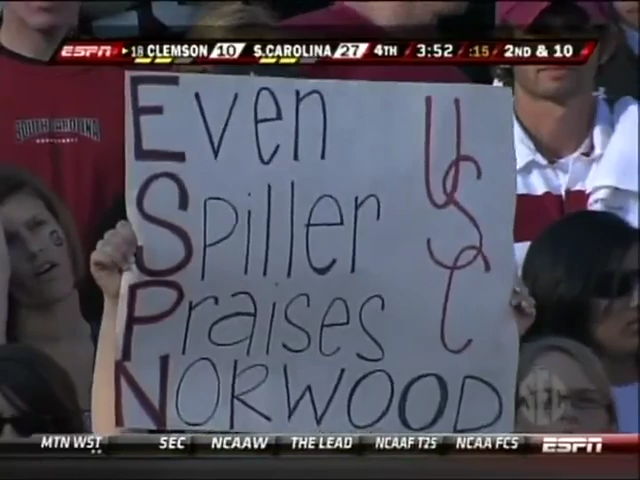 ESPN 18 CLEMSON 10 S.CAROLINA 27 4TH 3:52 :15 2ND & 10
SOUTH CAROLINA
Even
Spiller
Praises
NORWOOD
USC
SEC
MTN WST SEC NCAAW THE LEAD NCAAF T25 NCAA FCS ESPN